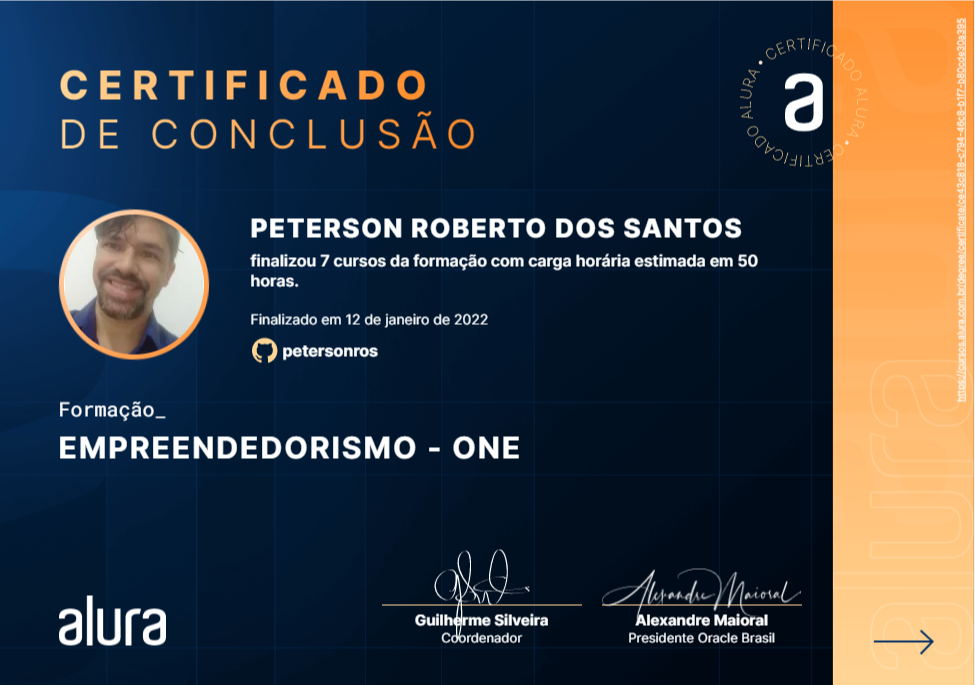 CERTIFICADO
DE CONCLUSÃO
CERTIFICADO ALURA • CERTIFICADO ALURA •
a
PETERSON ROBERTO DOS SANTOS
finalizou 7 cursos da formação com carga horária estimada em 50
horas.
Finalizado em 12 de janeiro de 2022
petersonros
Formação_
EMPREENDEDORISMO - ONE
alura
Alexandre Maioral
Guilherme Silveira
Coordenador
Alexandre Maioral
Presidente Oracle Brasil
alura